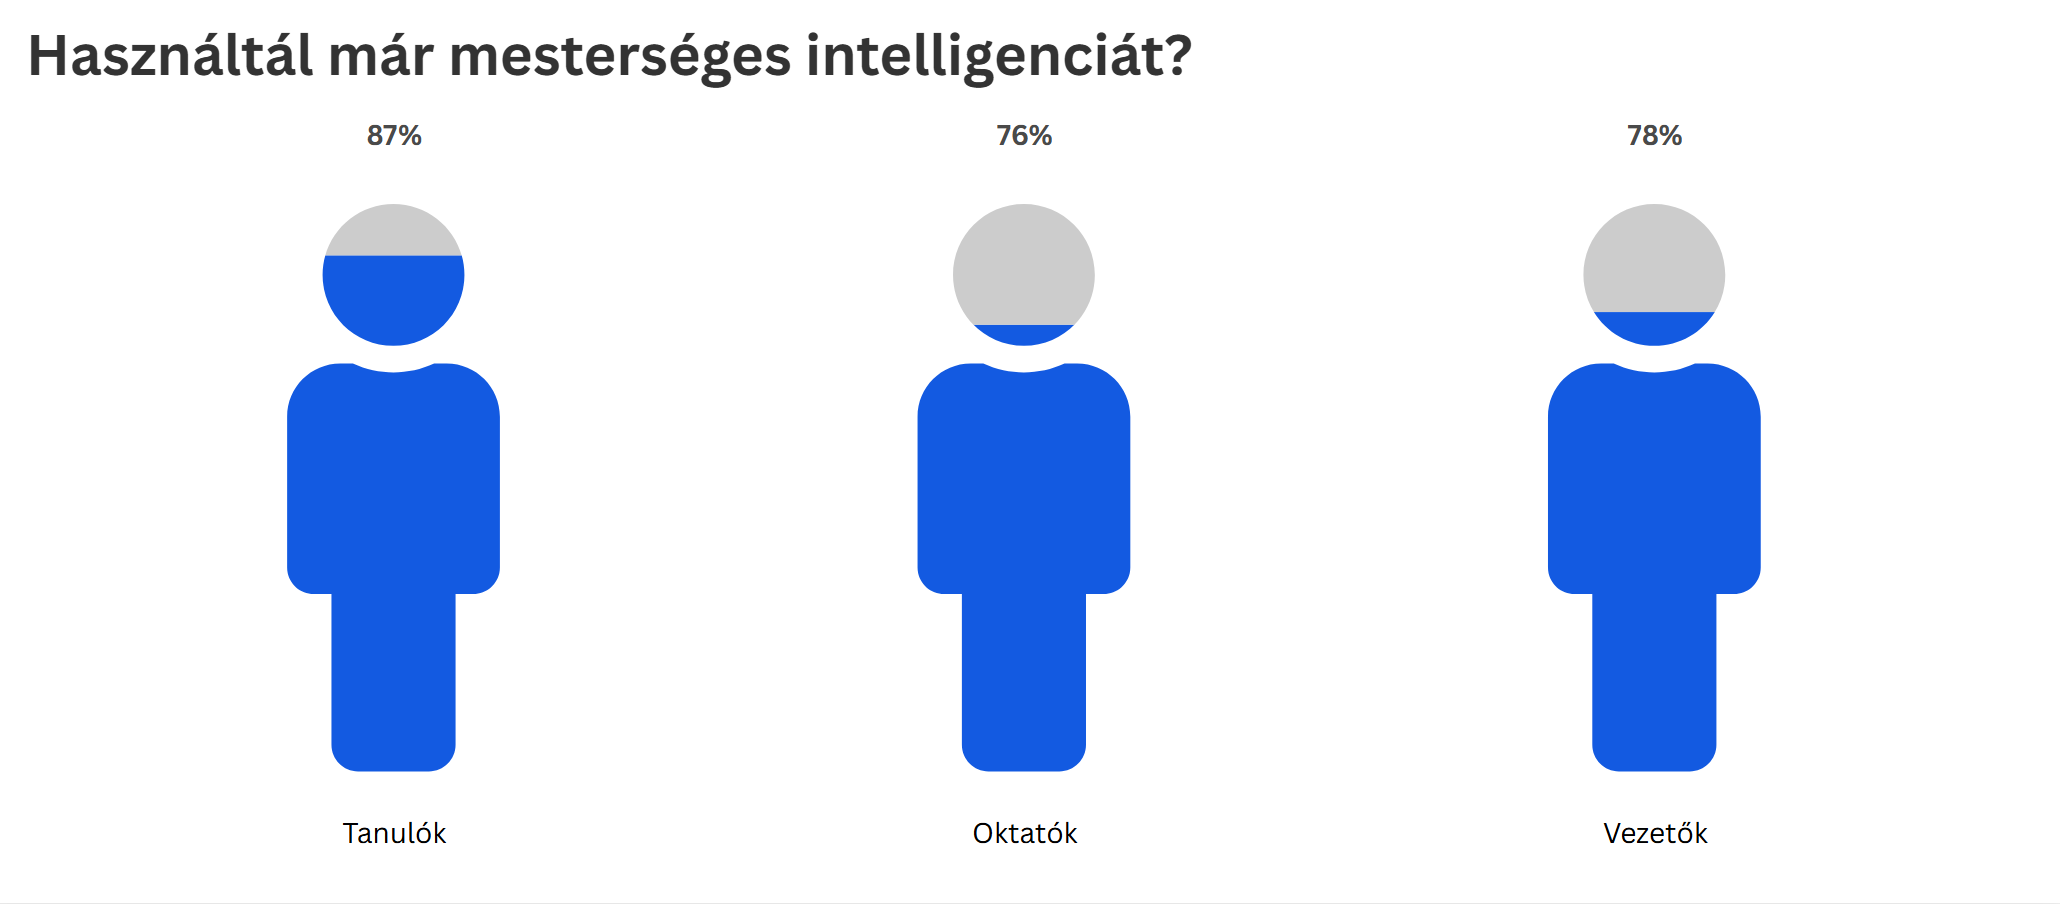 Használtál már mesterséges intelligenciát?
87% 76% 78%
Tanulók Oktatók Vezetők